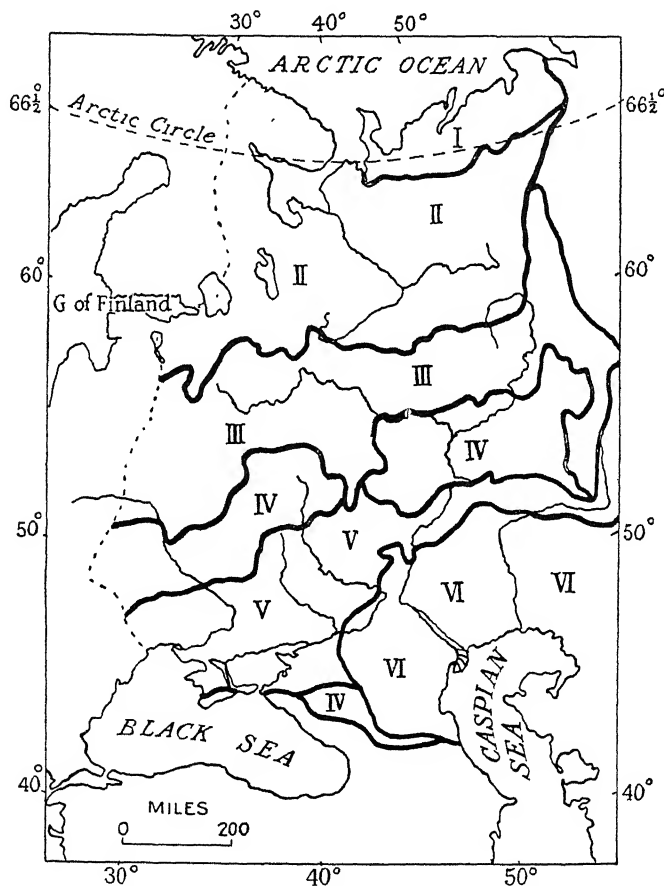 30° 40° 50°
ARCTIC OCEAN
66½° 66½°
Arctic Circle
I
II
60° II 60°
G of Finland
III
III
IV
IV
50° V 50°
V VI VI
VI
IV
BLACK SEA
CASPIAN SEA
40° 40°
MILES
0 200
30° 40° 50°